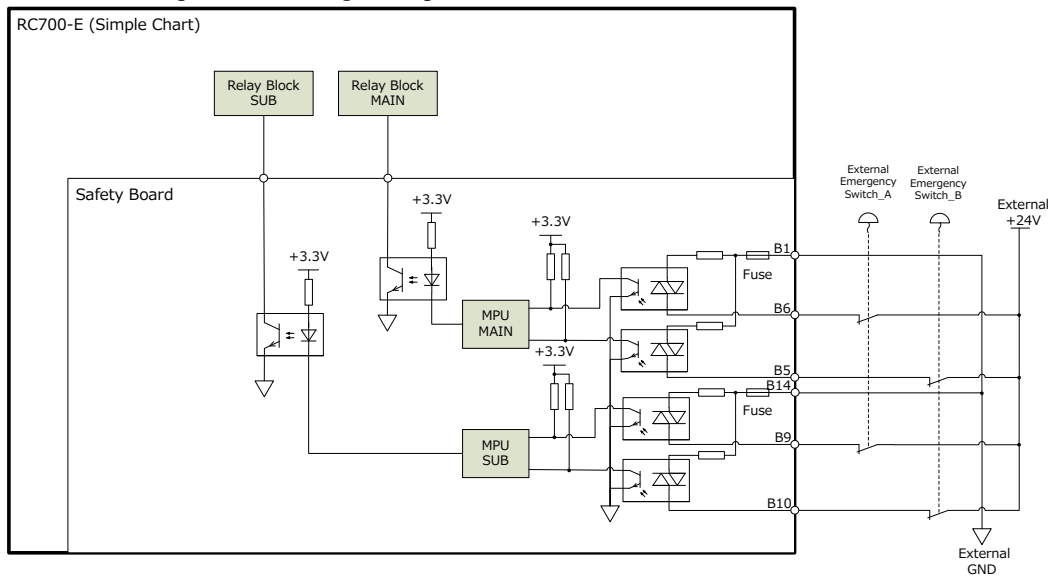 RC700-E (Simple Chart)
Relay Block
SUB
Relay Block
MAIN
Safety Board
+3.3V
+3.3V
+3.3V
MPU
MAIN
+3.3V
MPU
SUB
B1
Fuse
B6
B5
B14
Fuse
B9
B10
External
Emergency
Switch_A
External
Emergency
Switch_B
External
+24V
External
GND